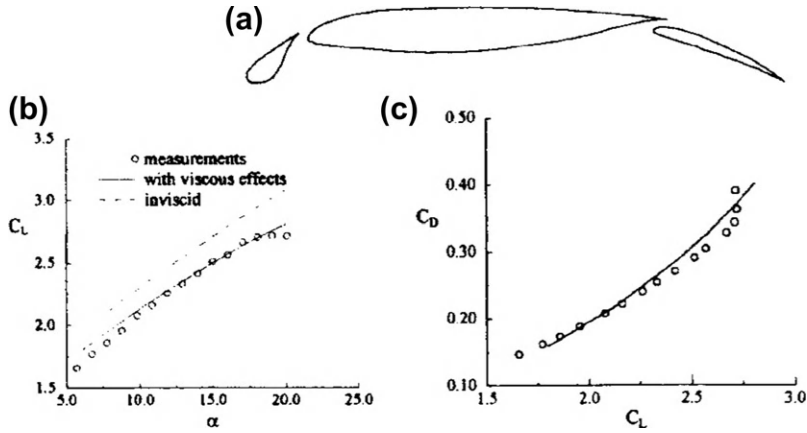 (a)
(b)
3.5
3.0
C_L
2.5
2.0
1.5
5.0 10.0 15.0 20.0 25.0
α
measurements
with viscous effects
inviscid
(c)
0.50
0.40
C_D
0.30
0.20
0.10
1.5 2.0 2.5 3.0
C_L